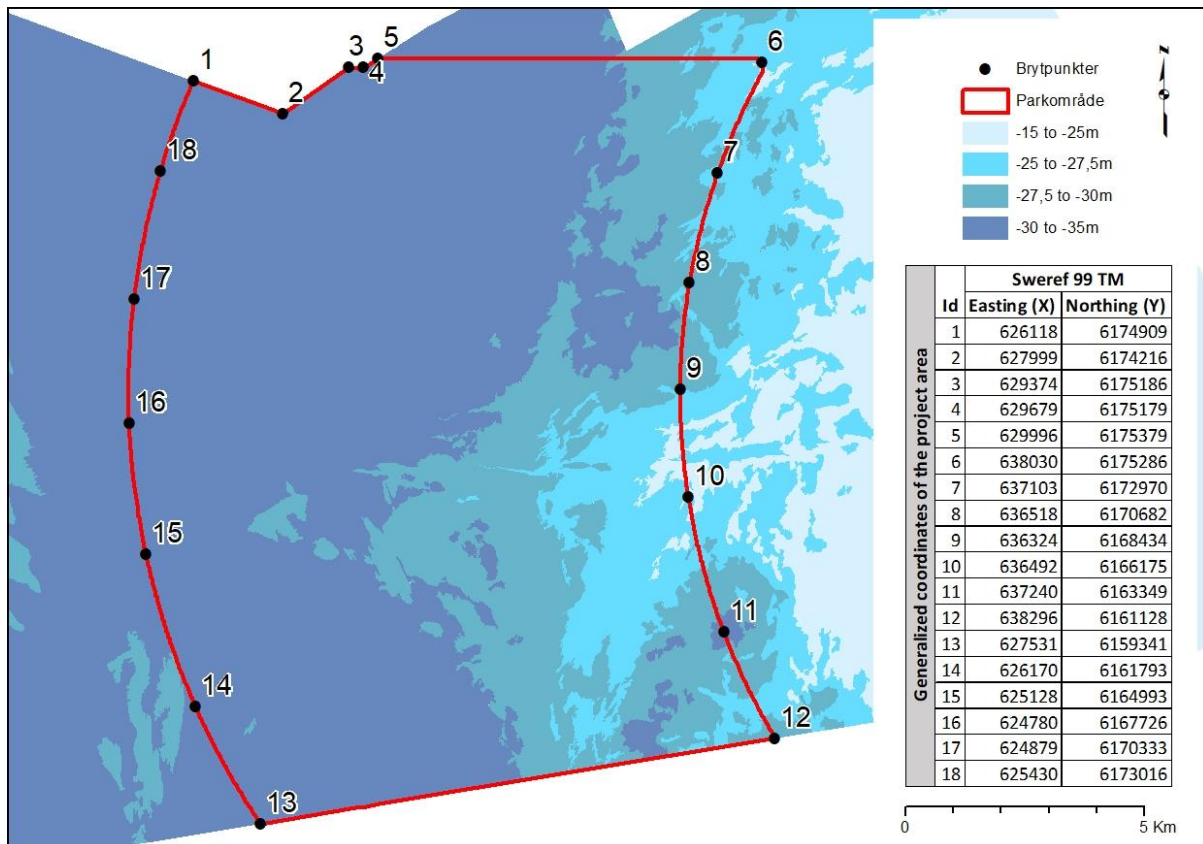 1
2
3
4
5
6
7
8
9
10
11
12
13
14
15
16
17
18
N
Brytpunkter
Parkområde
-15 to -25m
-25 to -27,5m
-27,5 to -30m
-30 to -35m
Generalized coordinates of the project area
Sweref 99 TM
Id Easting (X) Northing (Y)
1 626118 6174909
2 627999 6174216
3 629374 6175186
4 629679 6175179
5 629996 6175379
6 638030 6175286
7 637103 6172970
8 636518 6170682
9 636324 6168434
10 636492 6166175
11 637240 6163349
12 638296 6161128
13 627531 6159341
14 626170 6161793
15 625128 6164993
16 624780 6167726
17 624879 6170333
18 625430 6173016
0 5 Km